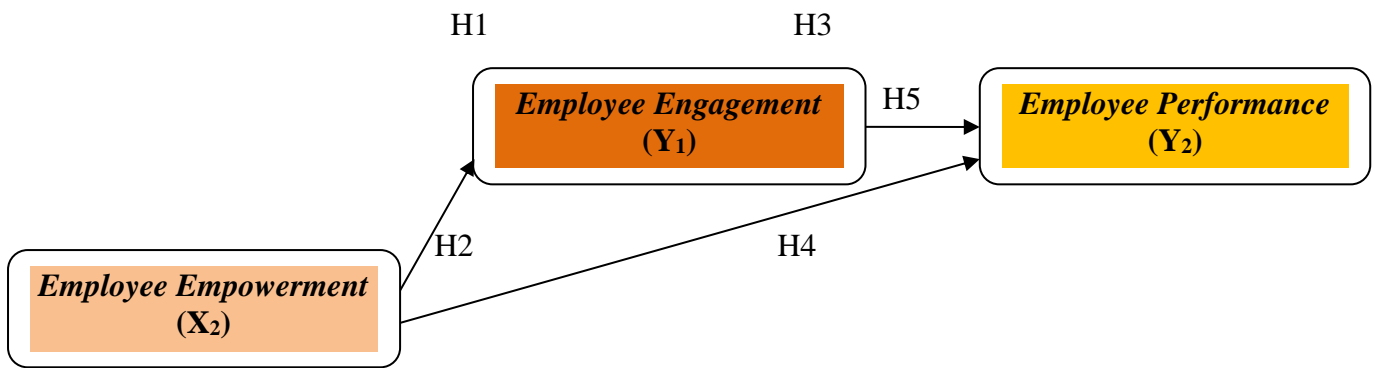 H1
H3
Employee Engagement
(Y₁)
H5
Employee Performance
(Y₂)
H2
H4
Employee Empowerment
(X₂)